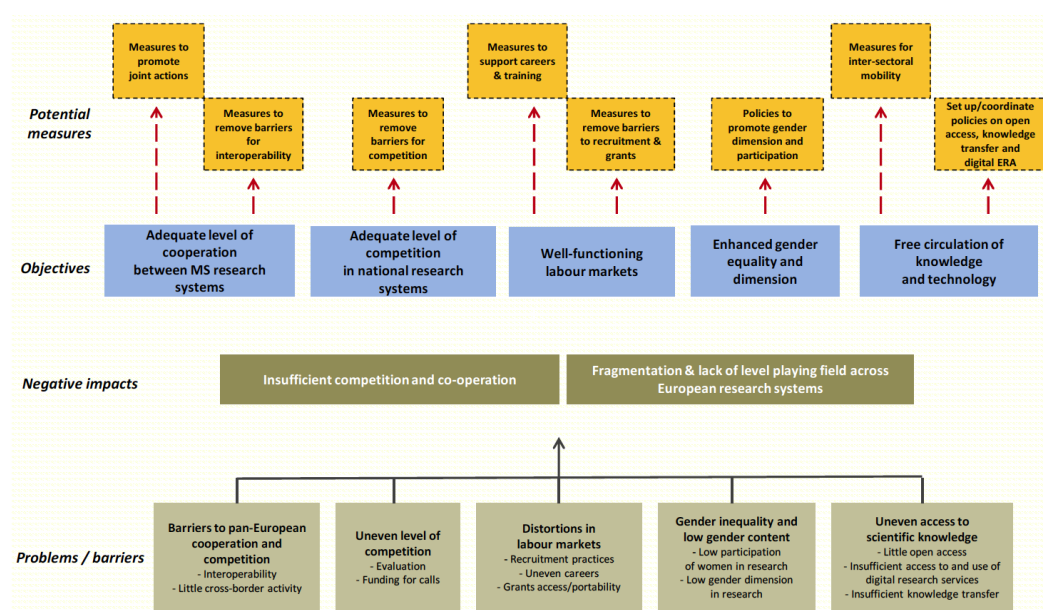 Measures to
promote
joint actions
Measures to
support careers
& training
Measures for
inter-sectoral
mobility
Potential
measures
Measures to
remove barriers
for
interoperability
Measures to
remove
barriers for
competition
Measures to
remove barriers
to recruitment &
grants
Policies to
promote gender
dimension and
participation
Set up/coordinate
policies on open
access, knowledge
transfer and
digital ERA
Objectives
Adequate level of
cooperation
between MS research
systems
Adequate level of
competition
in national research
systems
Well-functioning
labour markets
Enhanced gender
equality and
dimension
Free circulation of
knowledge
and technology
Negative impacts
Insufficient competition and co-operation
Fragmentation & lack of level playing field across
European research systems
Problems / barriers
Barriers to pan-European
cooperation and
competition
- Interoperability
- Little cross-border activity
Uneven level of
competition
- Evaluation
- Funding for calls
Distortions in
labour markets
- Recruitment practices
- Uneven careers
- Grants access/portability
Gender inequality and
low gender content
- Low participation
of women in research
- Low gender dimension
in research
Uneven access to
scientific knowledge
- Little open access
- Insufficient access to and use of
digital research services
- Insufficient knowledge transfer